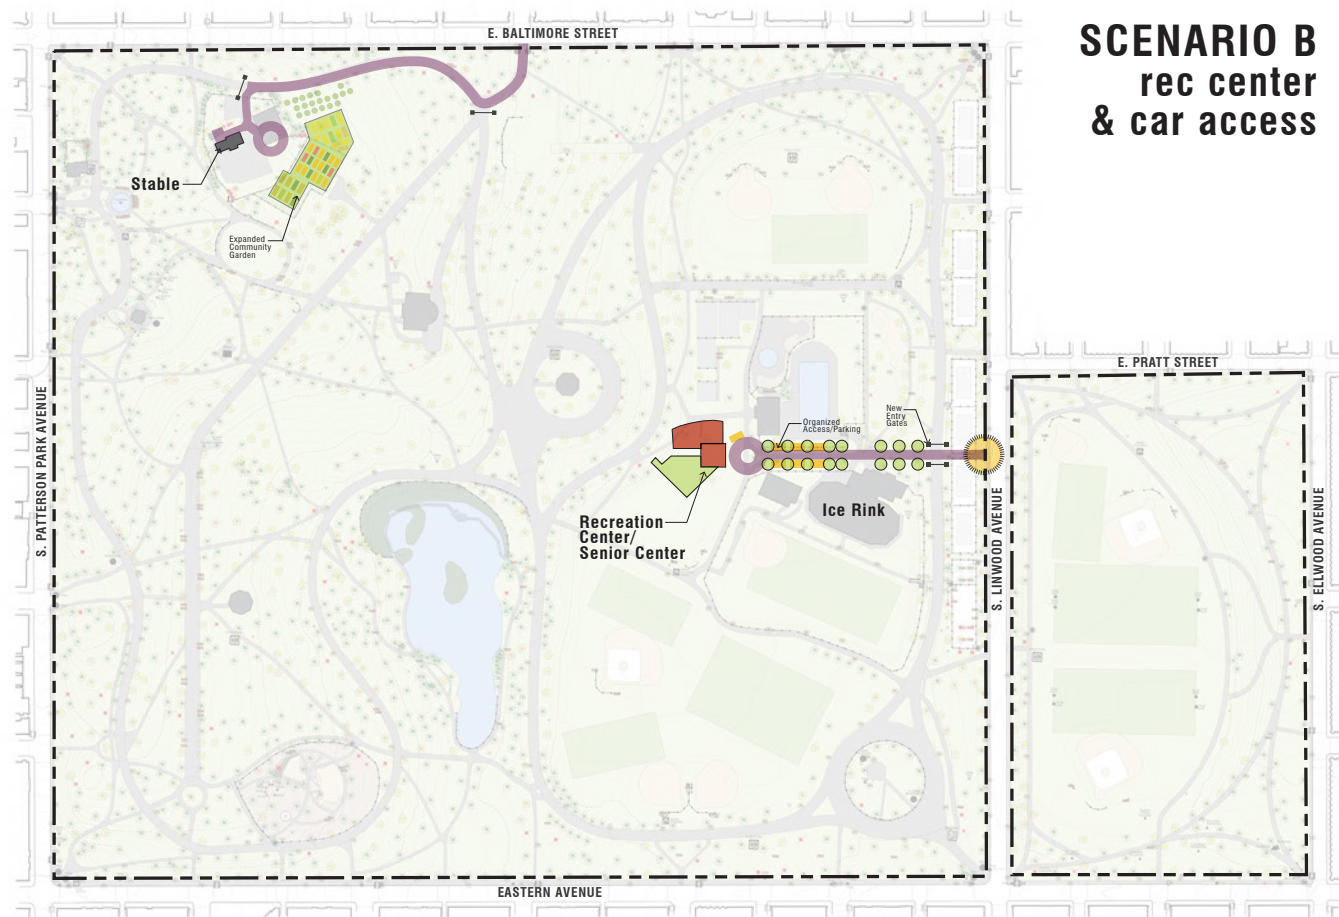 SCENARIO B
rec center
& car access
E. BALTIMORE STREET
Stable
Expanded
Community
Garden
E. PRATT STREET
S. PATTERSON PARK AVENUE
New
Entry
Gates
Organized
Access/Parking
Ice Rink
Recreation
Center/
Senior Center
S. LINWOOD AVENUE
S. ELLWOOD AVENUE
EASTERN AVENUE